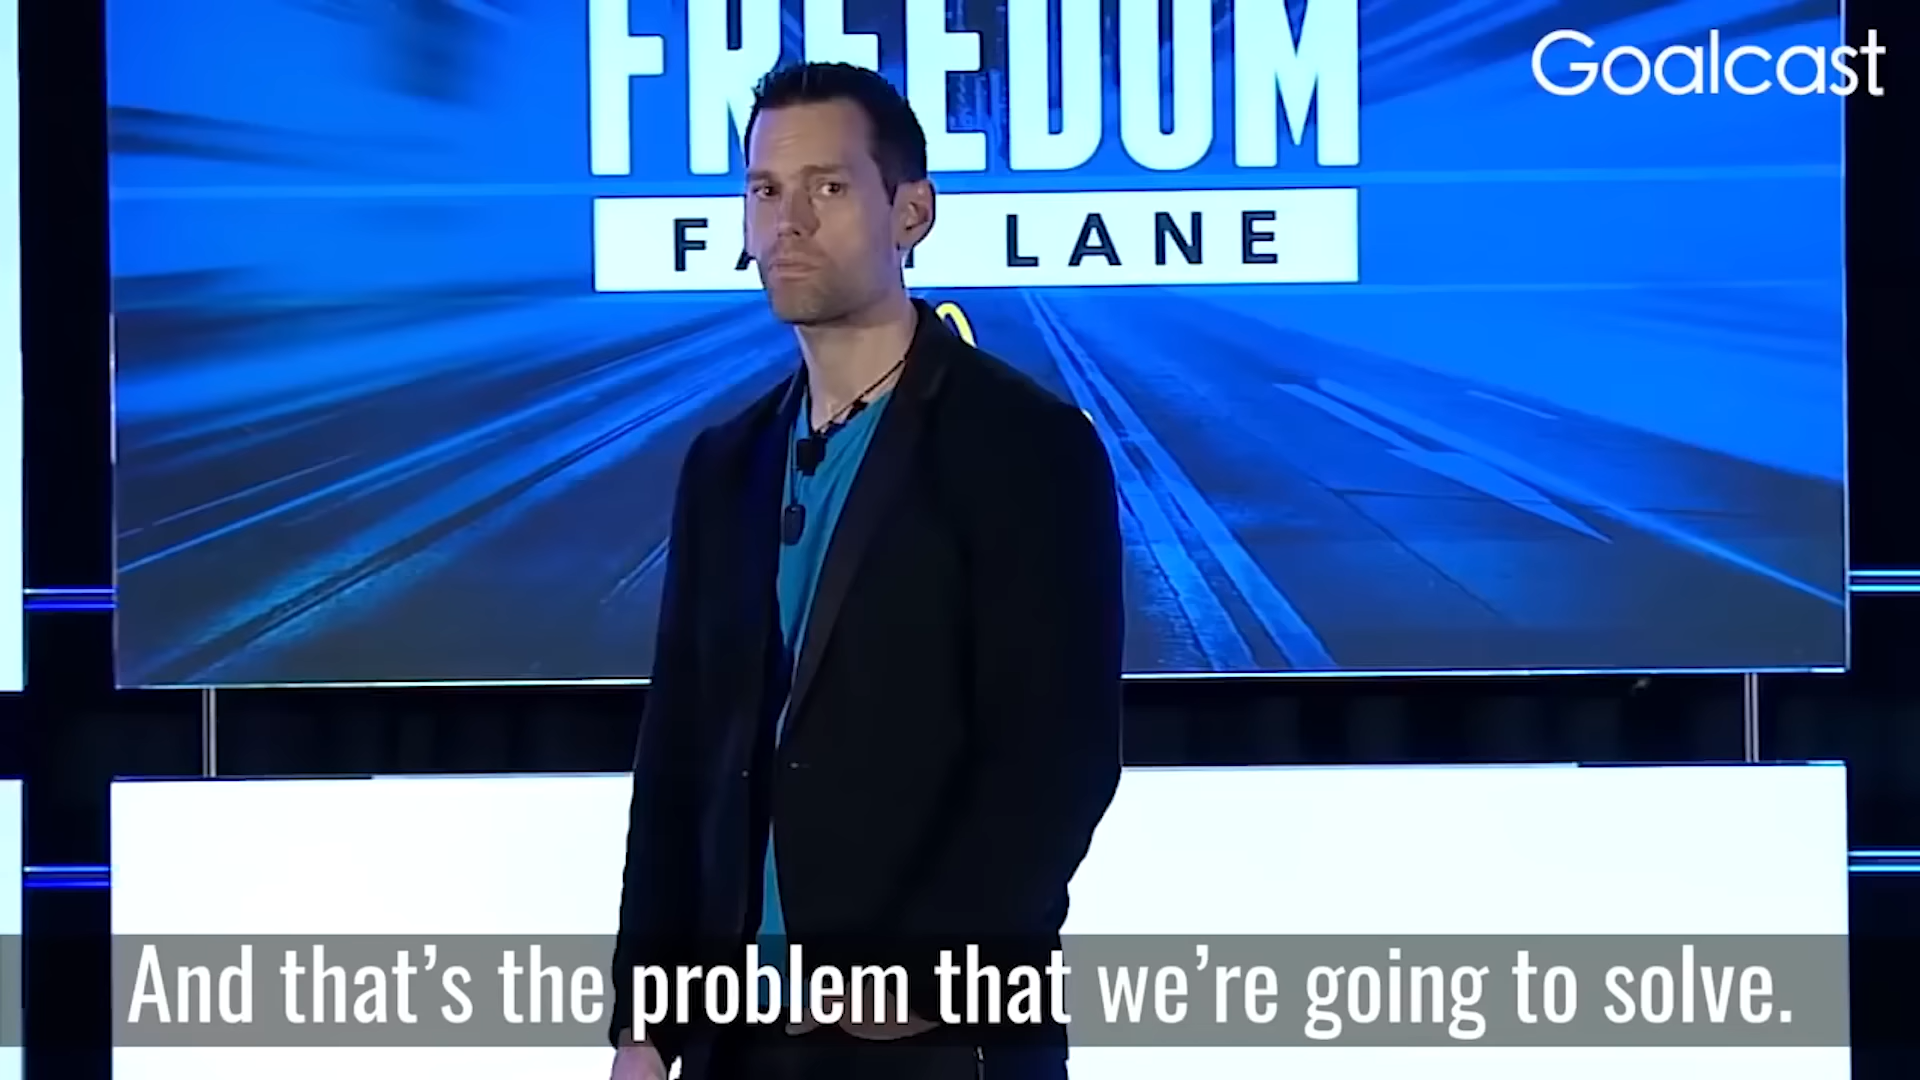 Goalcast
FREEDOM
LANE
And that's the problem that we're going to solve.